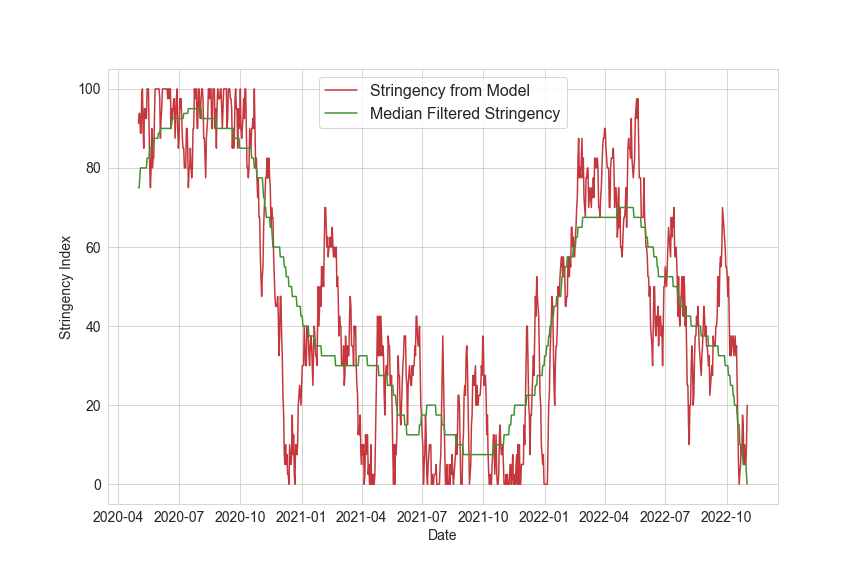 Stringency from Model
Median Filtered Stringency
Stringency Index
100
80
60
40
20
0
2020-04 2020-07 2020-10 2021-01 2021-04 2021-07 2021-10 2022-01 2022-04 2022-07 2022-10
Date